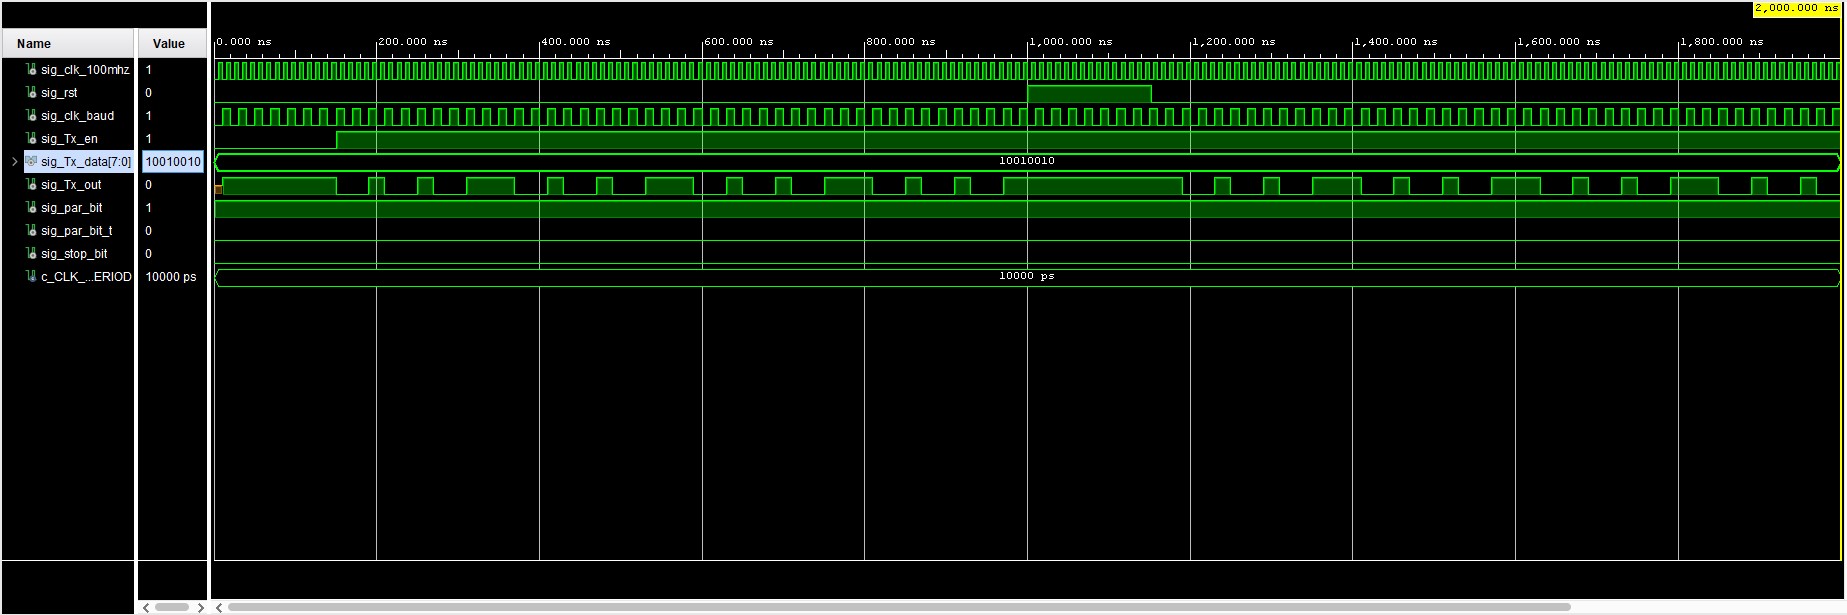 2,000.000 ns
Name Value
0.000 ns 200.000 ns 400.000 ns 600.000 ns 800.000 ns 1,000.000 ns 1,200.000 ns 1,400.000 ns 1,600.000 ns 1,800.000 ns
sig_clk_100mhz 1
sig_rst 0
sig_clk_baud 1
sig_Tx_en 1
sig_Tx_data[7:0] 10010010 10010010
sig_Tx_out 0
sig_par_bit 1
sig_par_bit_t 0
sig_stop_bit 0
c_CLK_...ERIOD 10000 ps 10000 ps